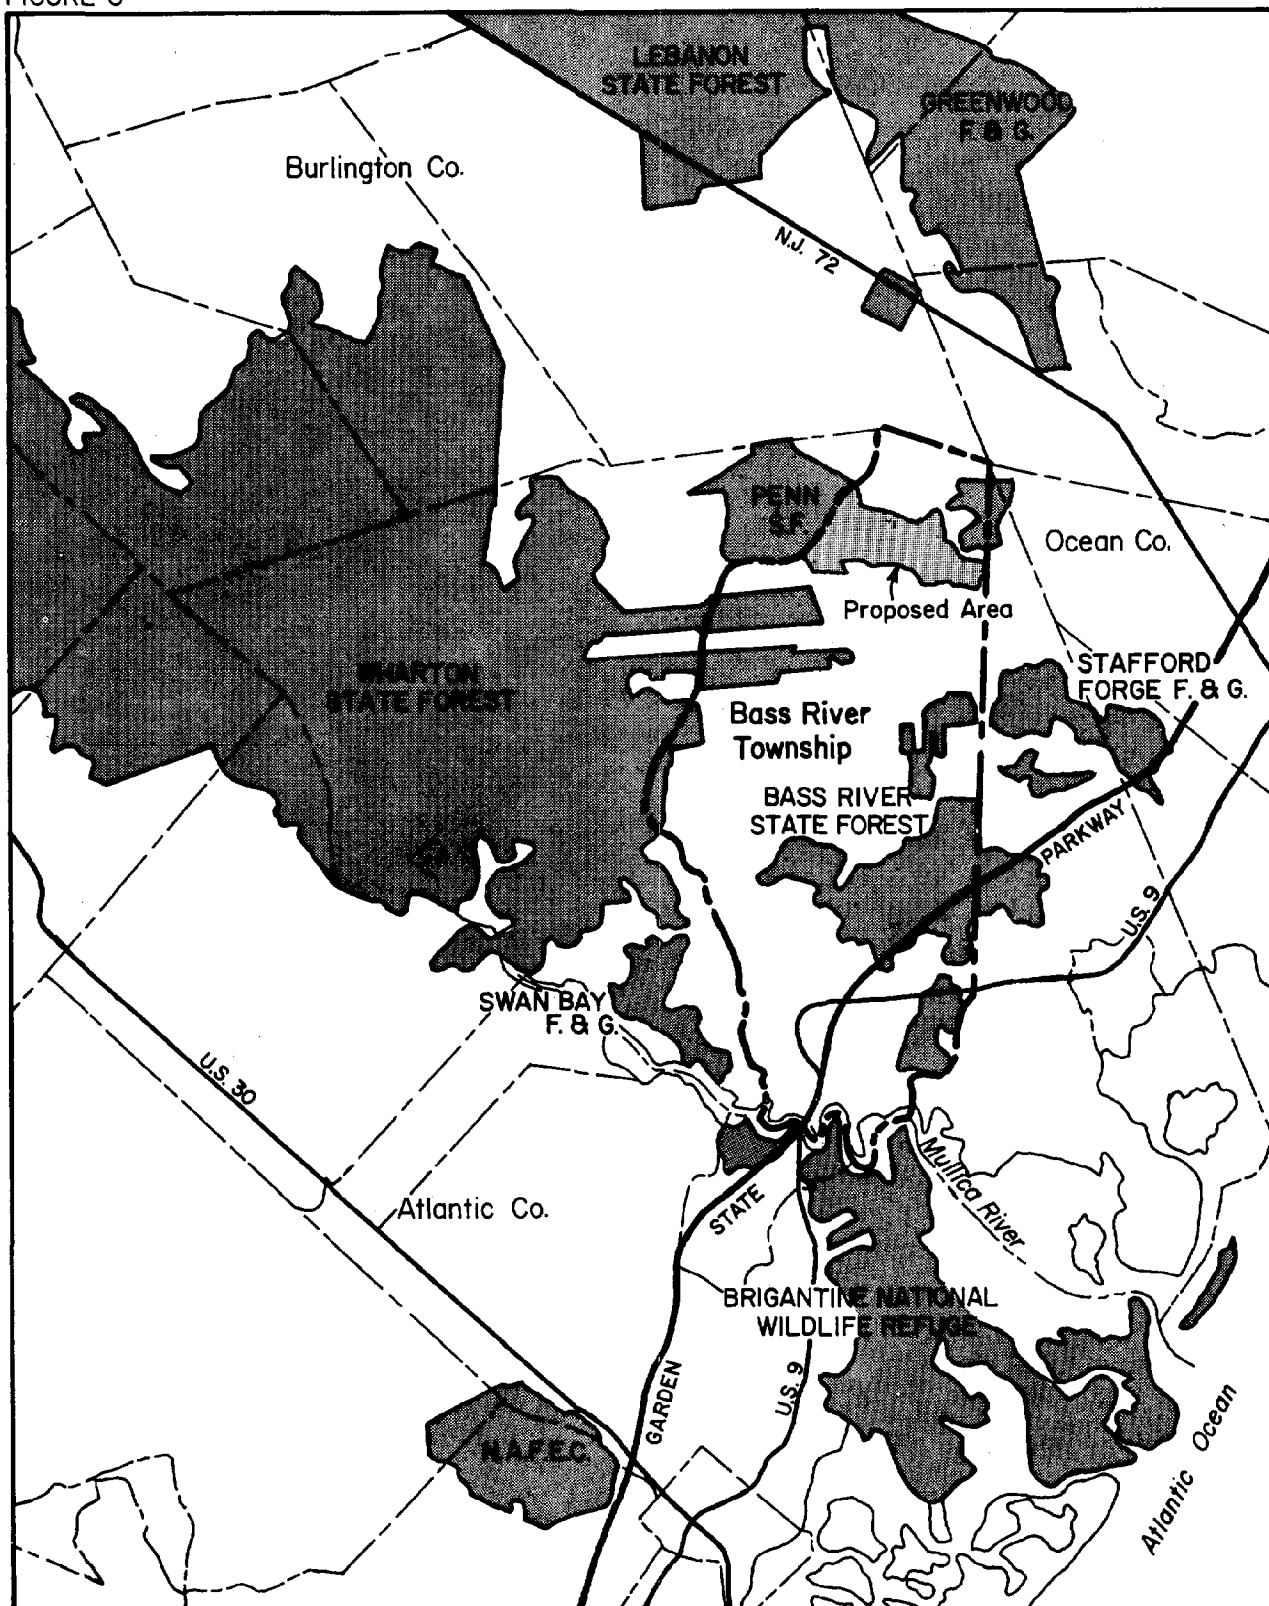 LEBANON
STATE FOREST
GREENWOOD
F. & G.
Burlington Co.
N.J. 72
PENN
S.F.
Ocean Co.
Proposed Area
WHARTON
STATE FOREST
STAFFORD
FORGE F. & G.
Bass River
Township
BASS RIVER
STATE FOREST
PARKWAY
U.S. 9
SWAN BAY
F. & G.
U.S. 30
Mullica River
Atlantic Co.
STATE
BRIGANTINE NATIONAL
WILDLIFE REFUGE
GARDEN
U.S. 9
Atlantic Ocean
N.A.F.E.C.